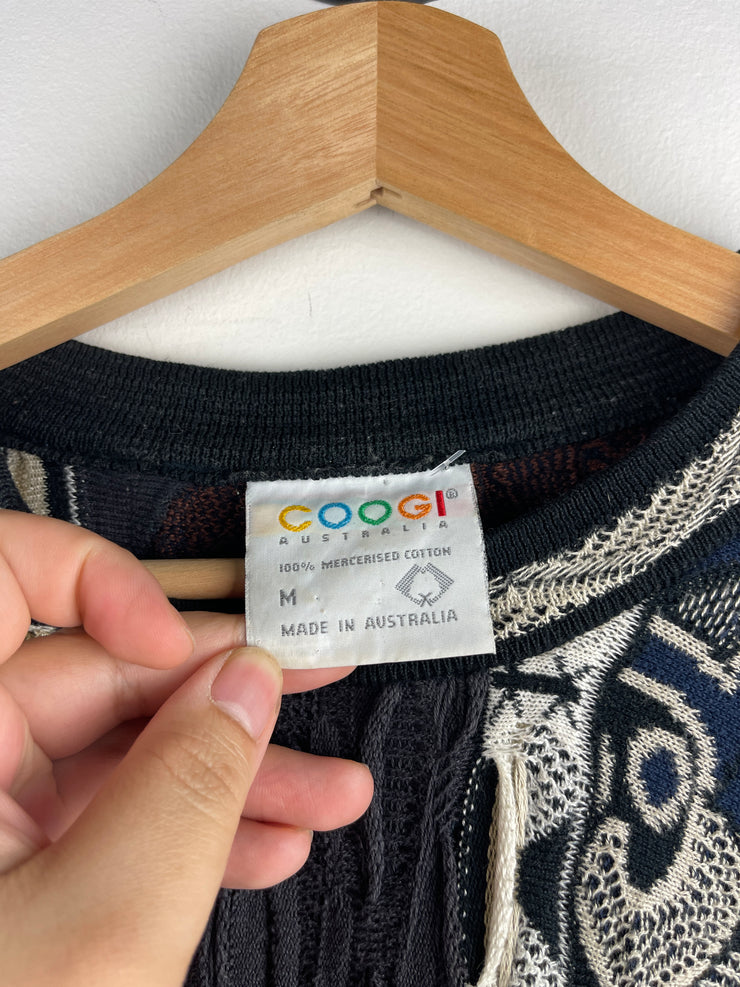 COOGI®
AUSTRALIA
100% MERCERISED COTTON
M
MADE IN AUSTRALIA